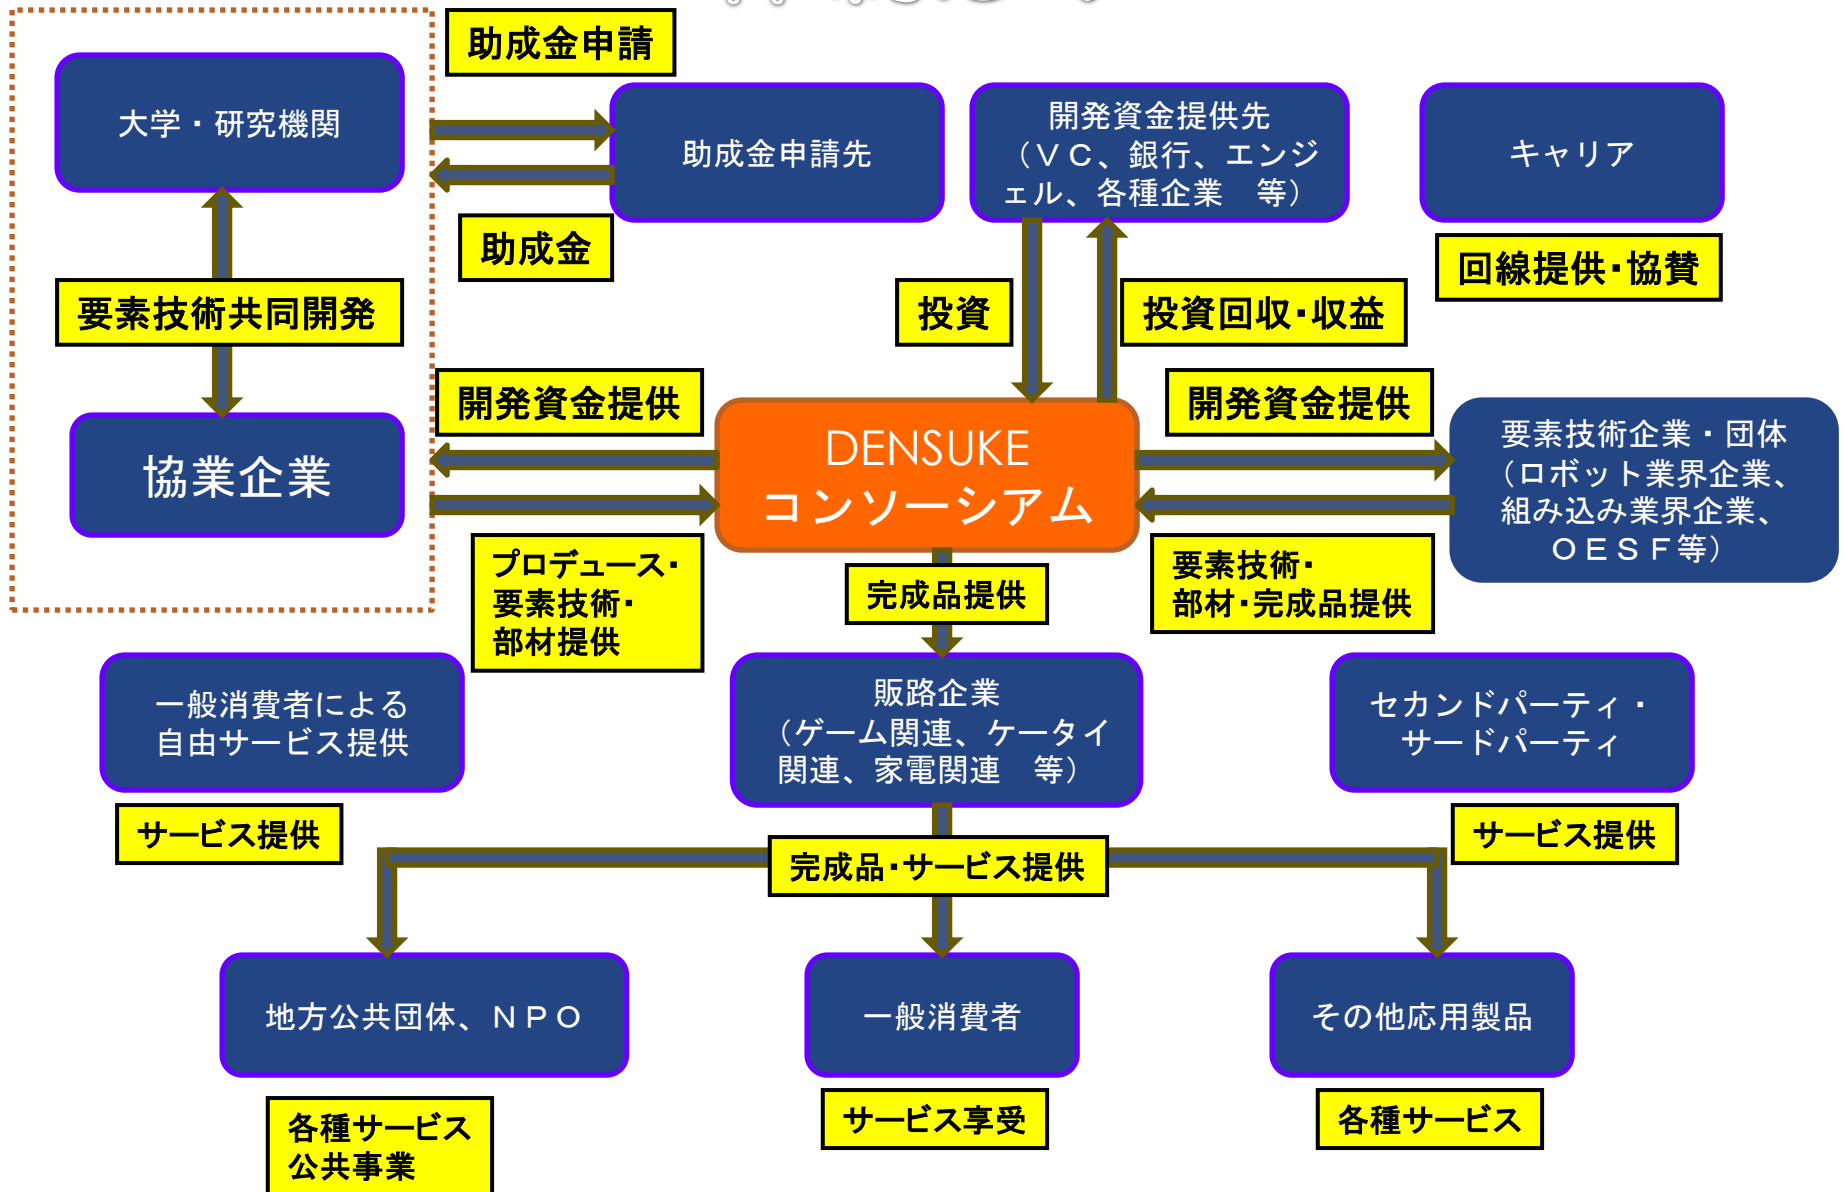 助成金申請
大学・研究機関
助成金申請先
開発資金提供先
（ＶＣ、銀行、エンジ
ェル、各種企業　等）
キャリア
助成金
回線提供・協賛
要素技術共同開発
投資
投資回収・収益
開発資金提供
開発資金提供
協業企業
DENSUKE
コンソーシアム
要素技術企業・団体
（ロボット業界企業、
組み込み業界企業、
ＯＥＳＦ等）
プロデュース・
要素技術・
部材提供
完成品提供
要素技術・
部材・完成品提供
一般消費者による
自由サービス提供
販路企業
（ゲーム関連、ケータイ
関連、家電関連　等）
セカンドパーティ・
サードパーティ
サービス提供
完成品・サービス提供
サービス提供
地方公共団体、ＮＰＯ
一般消費者
その他応用製品
各種サービス
公共事業
サービス享受
各種サービス